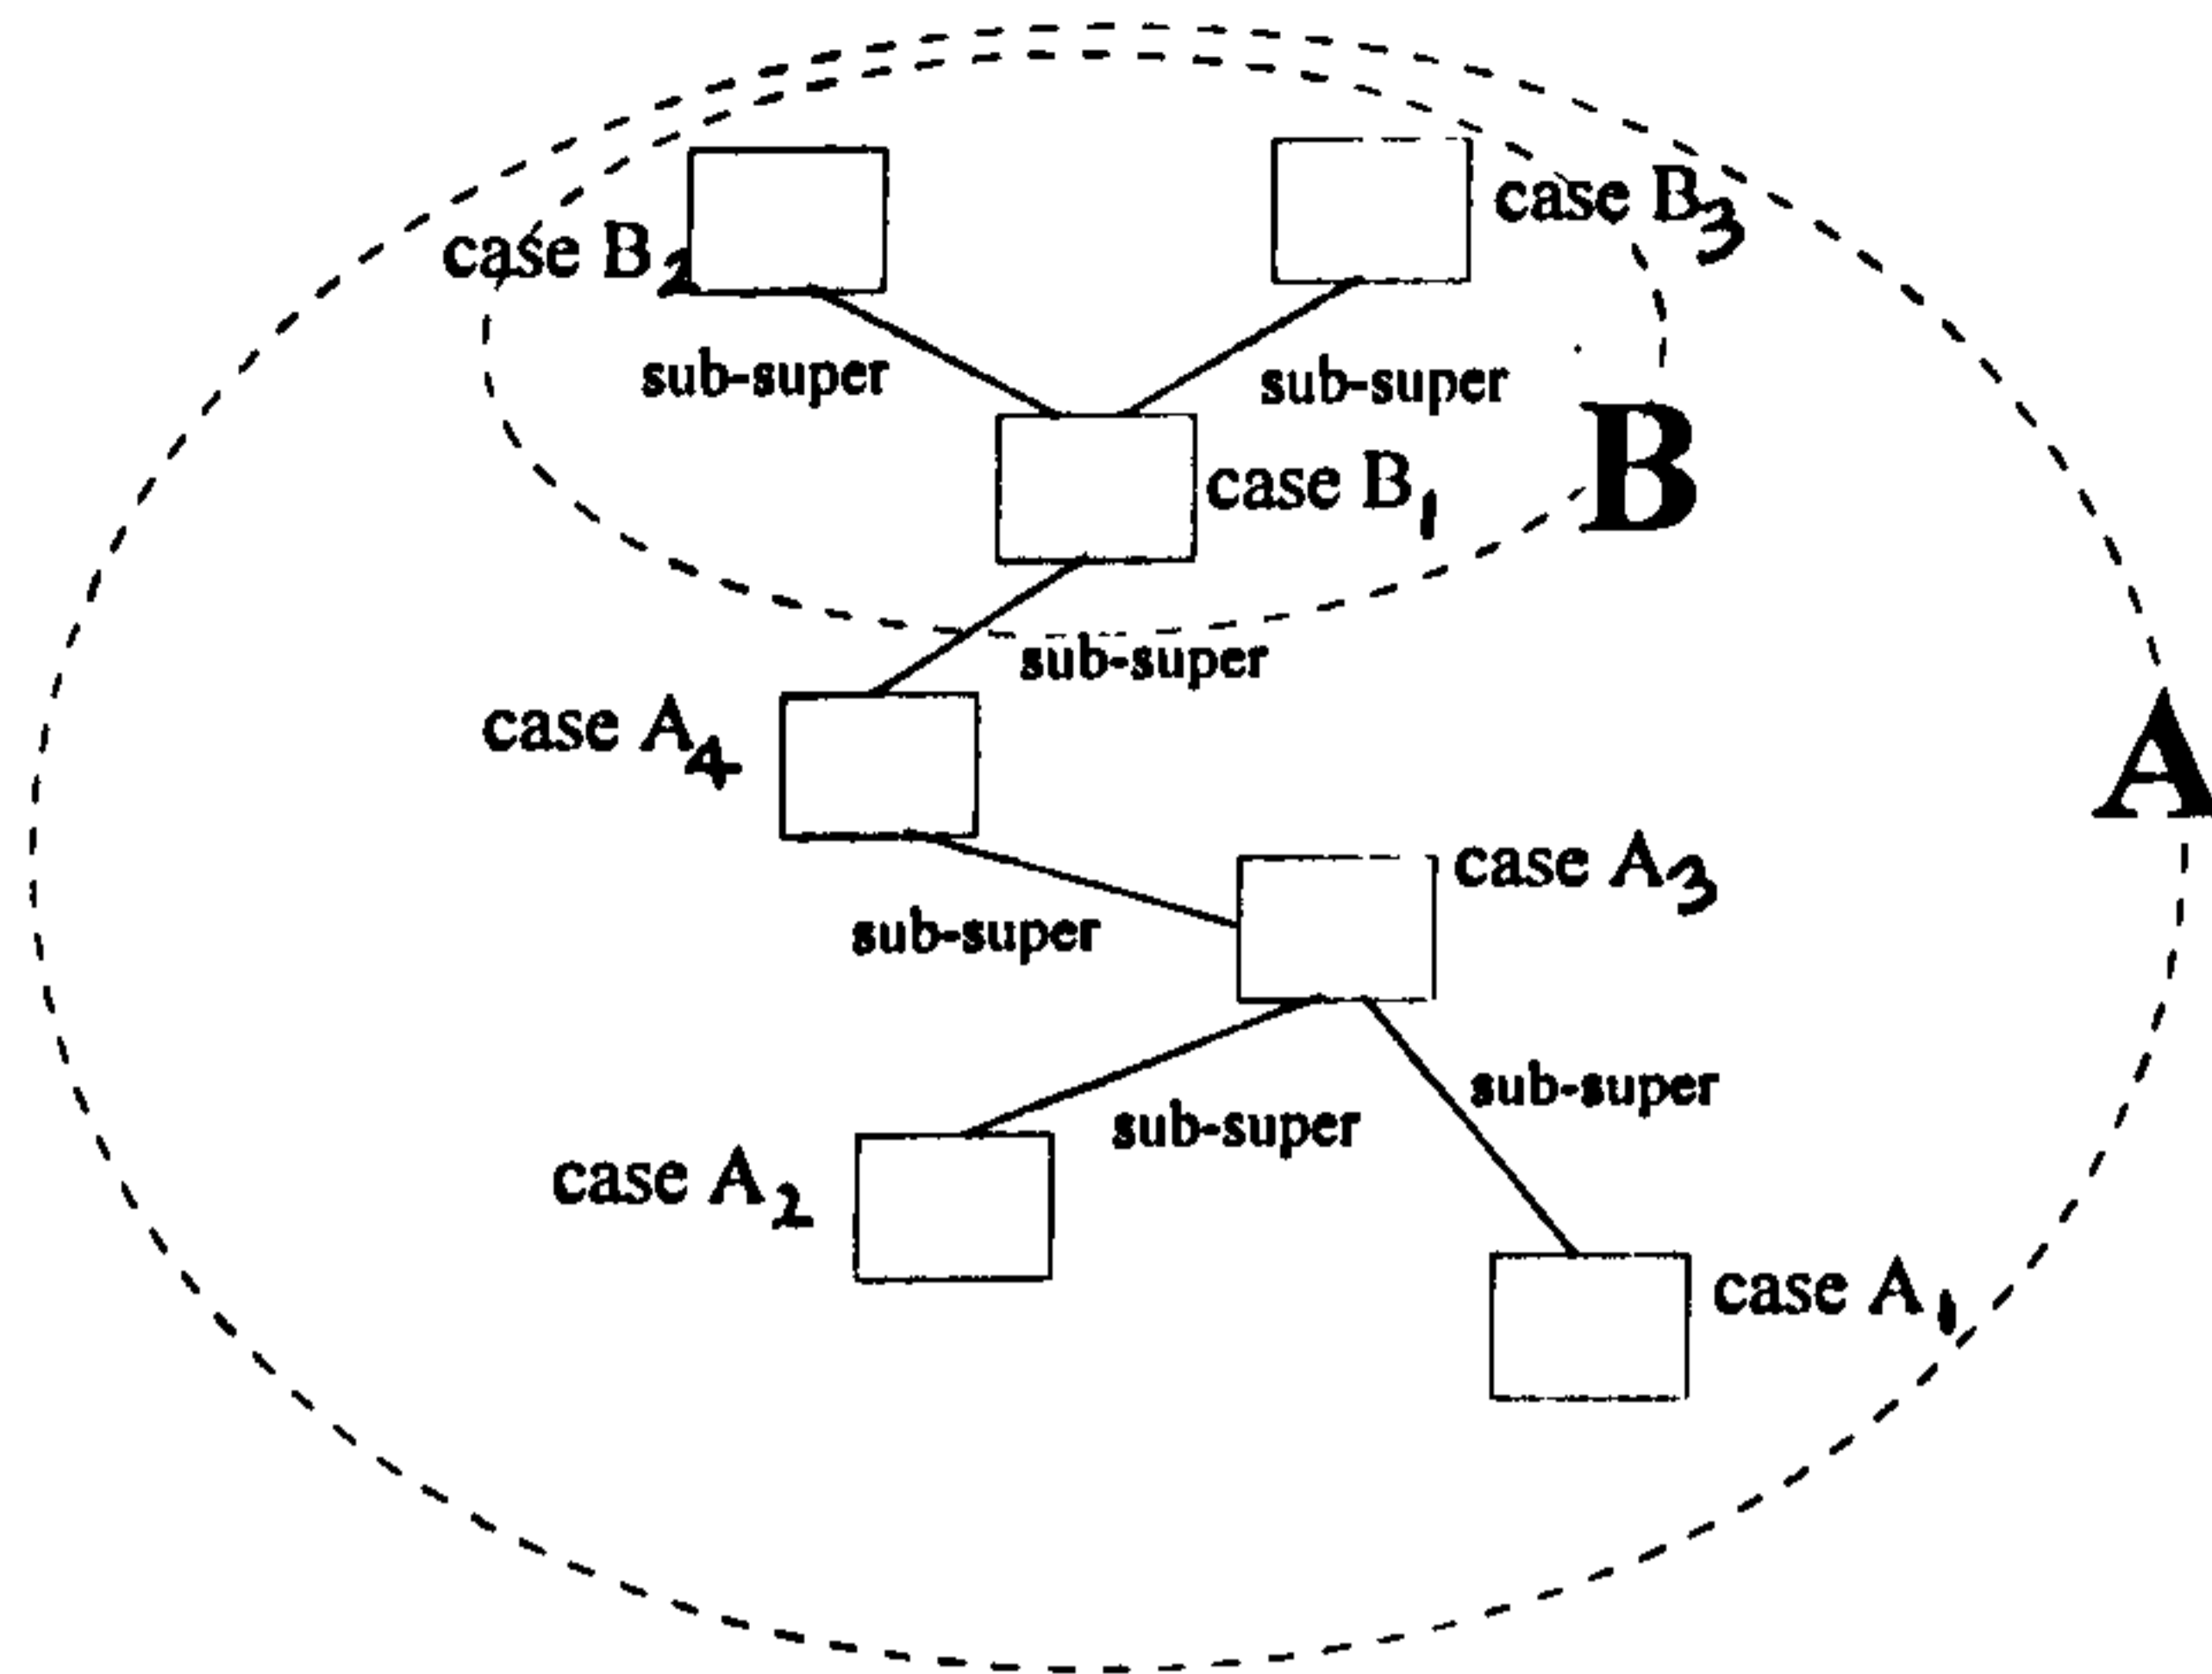 case B3
case B2
sub-super
sub-super
B
case B1
sub-super
case A4
A
case A3
sub-super
sub-super
sub-super
case A2
case A1